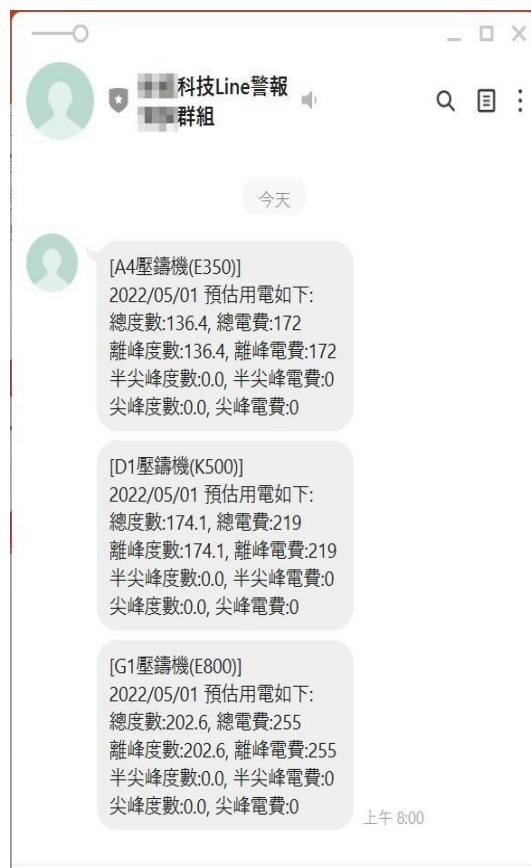 科技Line警報
群組
今天
[A4壓鑄機(E350)]
2022/05/01 預估用電如下:
總度數:136.4, 總電費:172
離峰度數:136.4, 離峰電費:172
半尖峰度數:0.0, 半尖峰電費:0
尖峰度數:0.0, 尖峰電費:0
[D1壓鑄機(K500)]
2022/05/01 預估用電如下:
總度數:174.1, 總電費:219
離峰度數:174.1, 離峰電費:219
半尖峰度數:0.0, 半尖峰電費:0
尖峰度數:0.0, 尖峰電費:0
[G1壓鑄機(E800)]
2022/05/01 預估用電如下:
總度數:202.6, 總電費:255
離峰度數:202.6, 離峰電費:255
半尖峰度數:0.0, 半尖峰電費:0
尖峰度數:0.0, 尖峰電費:0
上午 8:00